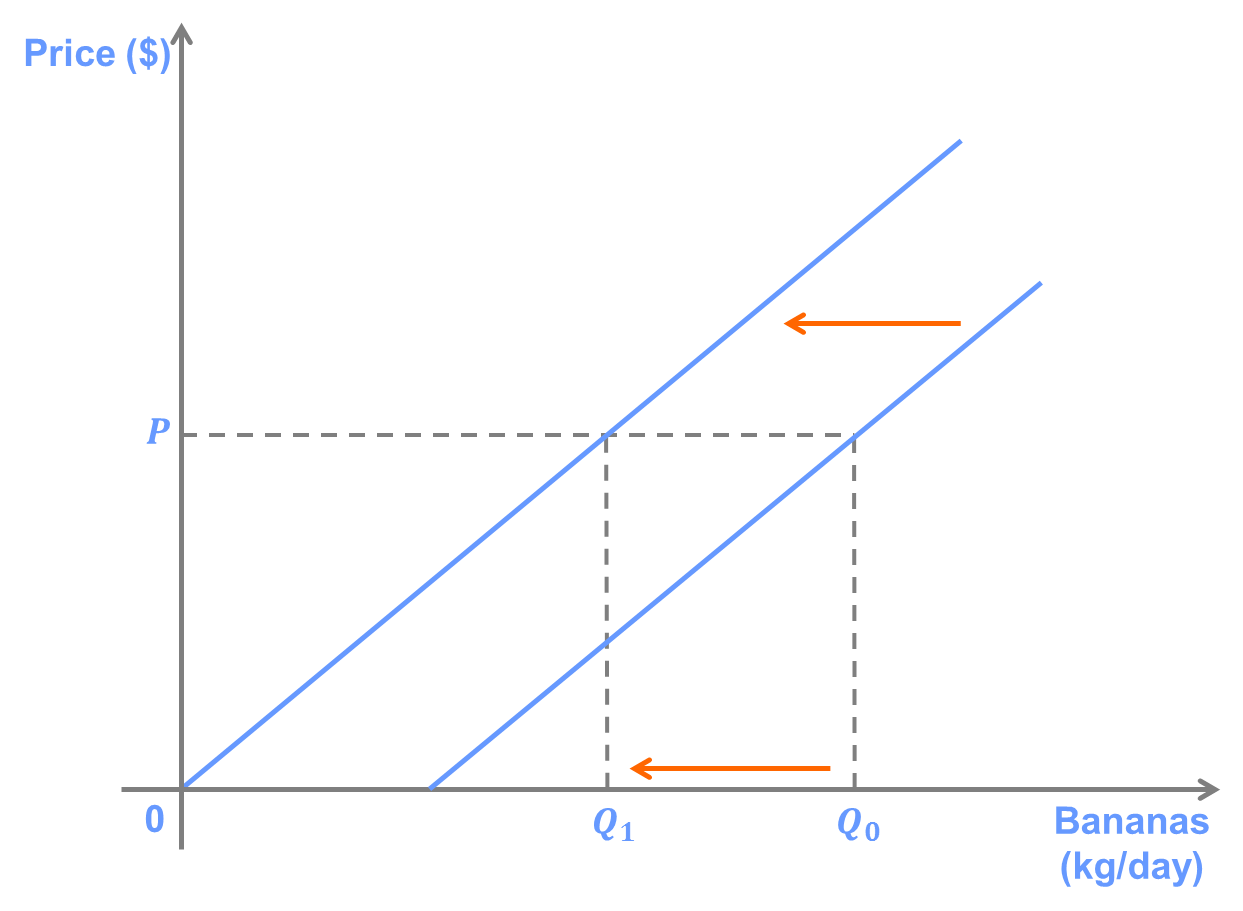 Price ($)
P
0
Q₁
Q₀
Bananas
(kg/day)